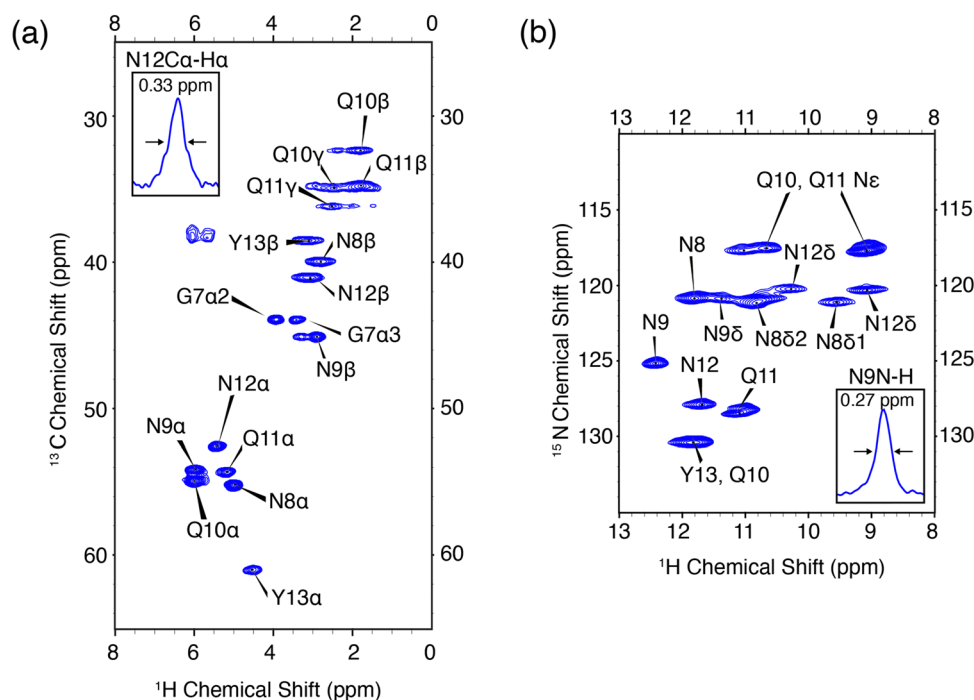 (a)
8 6 4 2
N12Cα-Hα
0.33 ppm
30
30
40
40
50
50
60
60
Q10β
Q10γ
Q11β
Q11γ
Y13β
N8β
N12β
G7α2
G7α3
N9β
N12α
N9α
Q11α
N8α
Q10α
Y13α
¹³C Chemical Shift (ppm)
8 6 4 2 0
¹H Chemical Shift (ppm)
(b)
13 12 11 10 9 8
115
115
120
120
125
125
130
130
Q10, Q11 Nε
N8
N12δ
N9
N9δ
N8δ2
N8δ1
N12δ
N12
Q11
N9N-H
0.27 ppm
Y13, Q10
¹⁵N Chemical Shift (ppm)
13 12 11 10 9 8
¹H Chemical Shift (ppm)